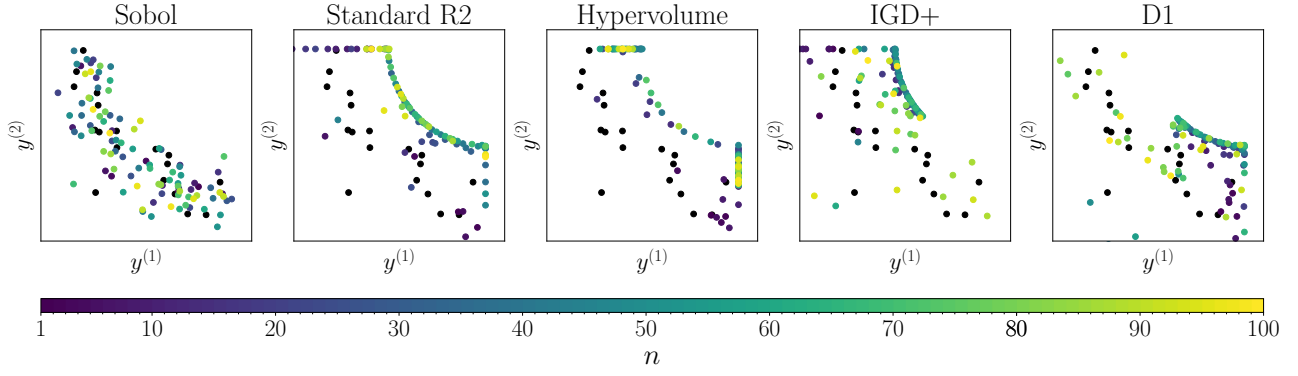 Sobol Standard R2 Hypervolume IGD+ D1
y^(2) y^(2) y^(2) y^(2) y^(2)
y^(1) y^(1) y^(1) y^(1) y^(1)
1 10 20 30 40 50 60 70 80 90 100
n